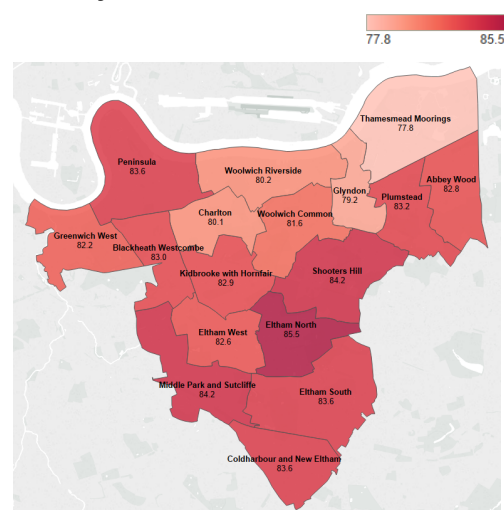 77.8
85.5
Thamesmead Moorings
77.8
Peninsula
83.6
Woolwich Riverside
80.2
Glyndon
79.2
Abbey Wood
82.8
Plumstead
83.2
Charlton
80.1
Woolwich Common
81.6
Greenwich West
82.2
Blackheath Westcombe
83.0
Kidbrooke with Hornfair
82.9
Shooters Hill
84.2
Eltham West
82.6
Eltham North
85.5
Middle Park and Sutcliffe
84.2
Eltham South
83.6
Coldharbour and New Eltham
83.6